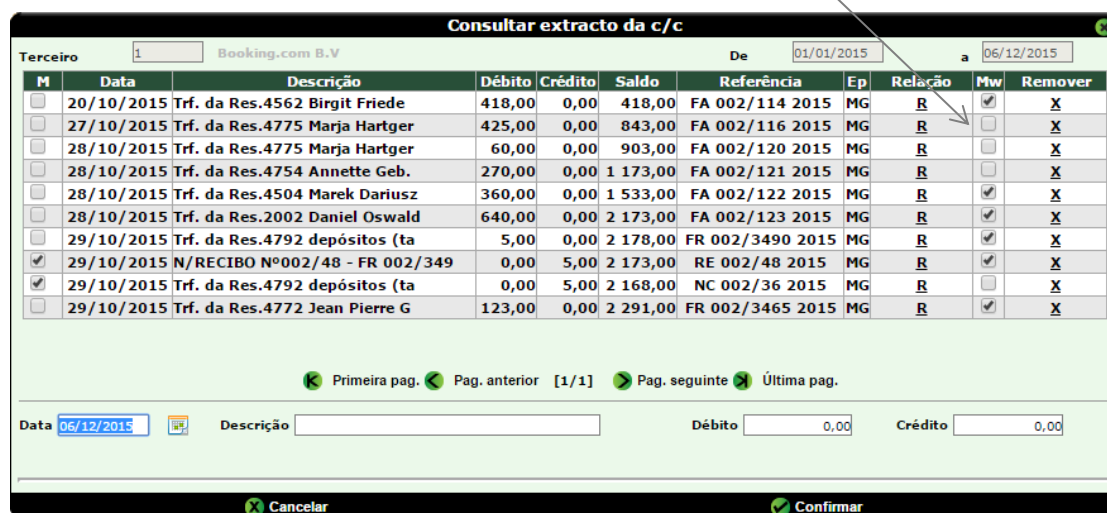 Consultar extracto da c/c
Terceiro 1 Booking.com B.V De 01/01/2015 a 06/12/2015
M Data Descrição Débito Crédito Saldo Referência Ep Relação Mw Remover
20/10/2015 Trf. da Res.4562 Birgit Friede 418,00 0,00 418,00 FA 002/114 2015 MG R X
27/10/2015 Trf. da Res.4775 Marja Hartger 425,00 0,00 843,00 FA 002/116 2015 MG R X
28/10/2015 Trf. da Res.4775 Marja Hartger 60,00 0,00 903,00 FA 002/120 2015 MG R X
28/10/2015 Trf. da Res.4754 Annette Geb. 270,00 0,00 1 173,00 FA 002/121 2015 MG R X
28/10/2015 Trf. da Res.4504 Marek Dariusz 360,00 0,00 1 533,00 FA 002/122 2015 MG R X
28/10/2015 Trf. da Res.2002 Daniel Oswald 640,00 0,00 2 173,00 FA 002/123 2015 MG R X
29/10/2015 Trf. da Res.4792 depósitos (ta 5,00 0,00 2 178,00 FR 002/3490 2015 MG R X
29/10/2015 N/RECIBO Nº002/48 - FR 002/349 0,00 5,00 2 173,00 RE 002/48 2015 MG R X
29/10/2015 Trf. da Res.4792 depósitos (ta 0,00 5,00 2 168,00 NC 002/36 2015 MG R X
29/10/2015 Trf. da Res.4772 Jean Pierre G 123,00 0,00 2 291,00 FR 002/3465 2015 MG R X
Primeira pag. Pag. anterior [1/1] Pag. seguinte Última pag.
Data 06/12/2015 Descrição Débito 0,00 Crédito 0,00
Cancelar Confirmar